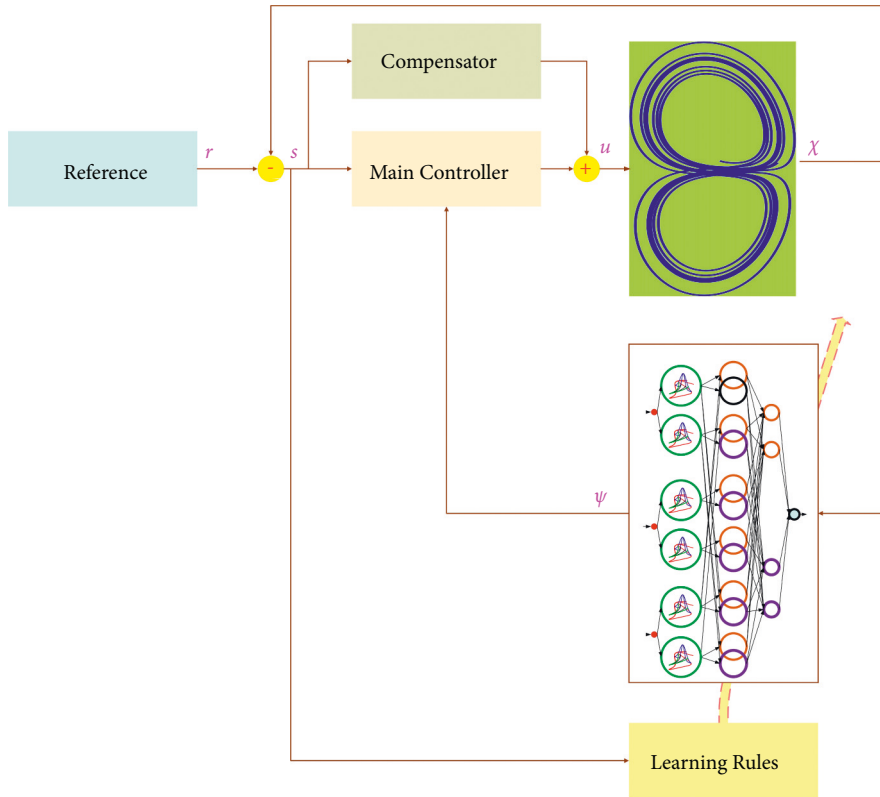 Compensator
Reference
r
-
s
Main Controller
+
u
χ
ψ
Learning Rules